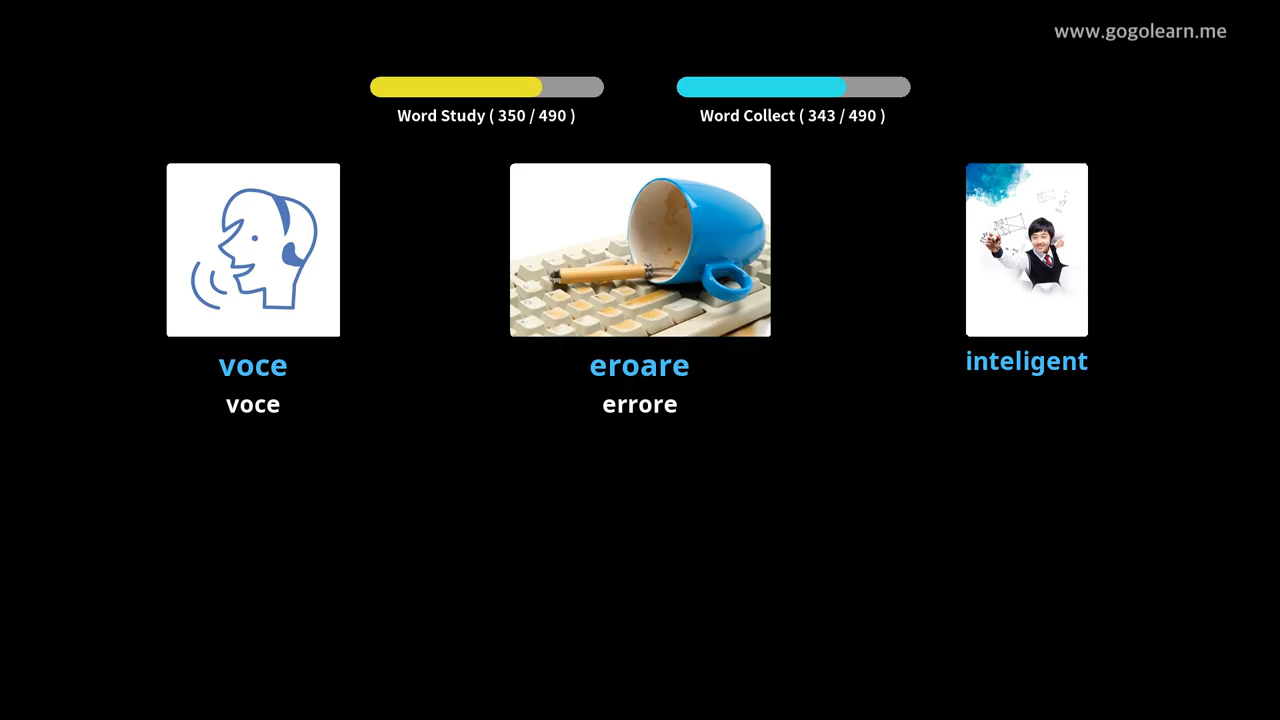 www.gogolearn.me
Word Study ( 350 / 490 )
Word Collect ( 343 / 490 )
voce
eroare
inteligent
voce
errore